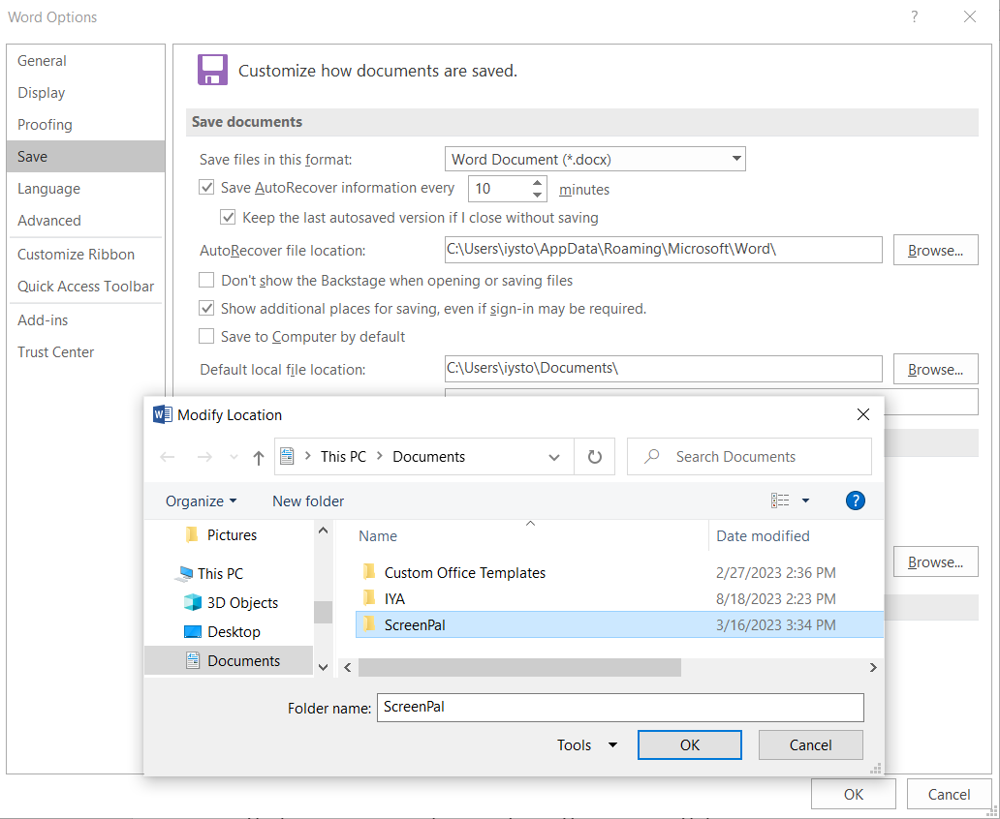 Word Options ?
General
Display
Proofing
Save
Language
Advanced
Customize Ribbon
Quick Access Toolbar
Add-ins
Trust Center
Customize how documents are saved.
Save documents
Save files in this format: Word Document (*.docx)
Save AutoRecover information every 10 minutes
Keep the last autosaved version if I close without saving
AutoRecover file location: C:\Users\iysto\AppData\Roaming\Microsoft\Word\ Browse...
Don't show the Backstage when opening or saving files
Show additional places for saving, even if sign-in may be required.
Save to Computer by default
Default local file location: C:\Users\iysto\Documents\ Browse...
Browse...
Modify Location
This PC > Documents Search Documents
Organize New folder ?
Pictures
This PC
3D Objects
Desktop
Documents
Name Date modified
Custom Office Templates 2/27/2023 2:36 PM
IYA 8/18/2023 2:23 PM
ScreenPal 3/16/2023 3:34 PM
Folder name: ScreenPal
Tools OK Cancel
OK Cancel